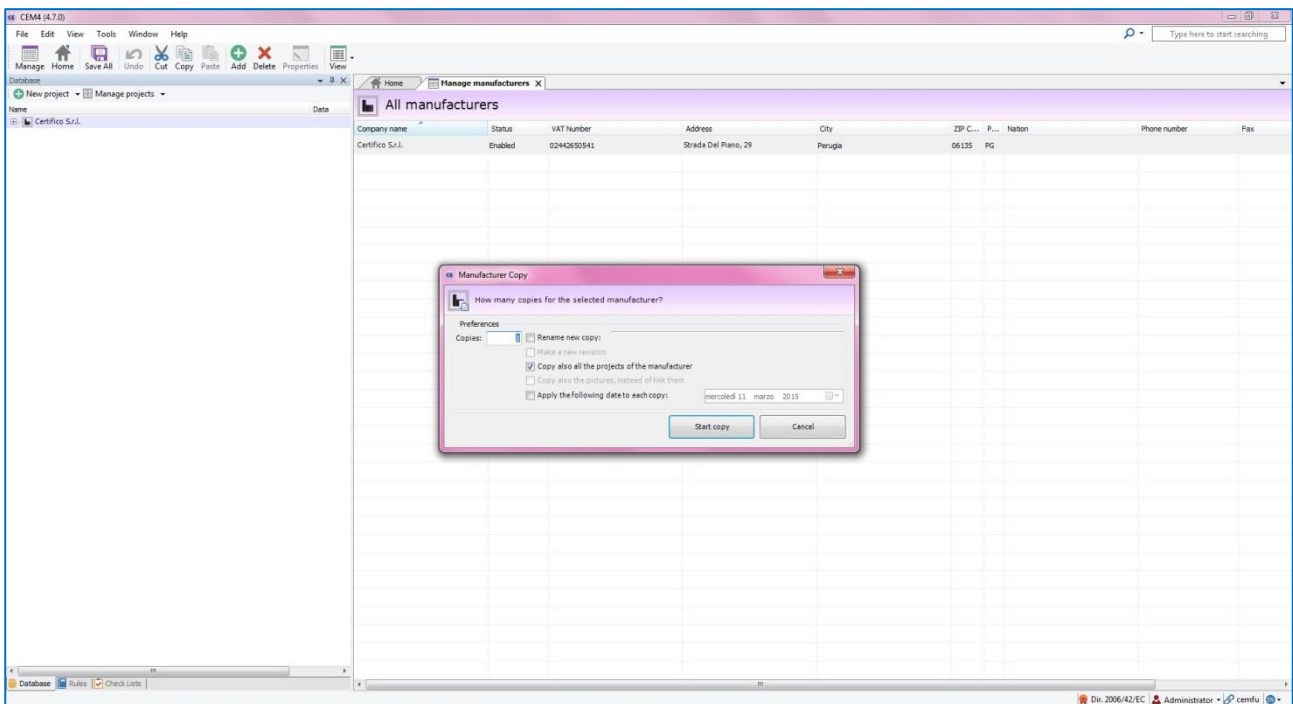 CEM4 (4.7.0)
File Edit View Tools Window Help
Type here to start searching
Manage Home Save All Undo Cut Copy Paste Add Delete Properties View
Database
Home Manage manufacturers X
New project Manage projects
All manufacturers
Name Data
Certifico S.r.l.
Company name Status VAT Number Address City ZIP C... P... Nation Phone number Fax
Certifico S.r.l. Enabled 02442650541 Strada Del Piano, 29 Perugia 06135 PG
Manufacturer Copy
How many copies for the selected manufacturer?
Preferences
Copies: Rename new copy:
Make a new revision
Copy also all the projects of the manufacturer
Copy also the pictures, instead of link them
Apply the following date to each copy: mercoledì 11 marzo 2015
Start copy Cancel
Database Rules Check Lists
Dir. 2006/42/EC Administrator cemfu